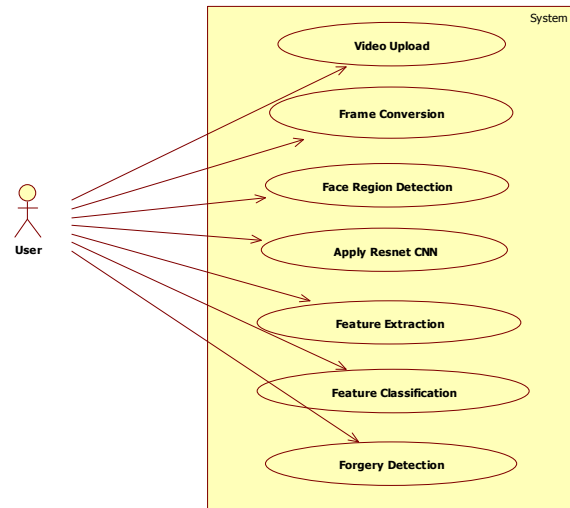 System
Video Upload
Frame Conversion
Face Region Detection
User
Apply Resnet CNN
Feature Extraction
Feature Classification
Forgery Detection